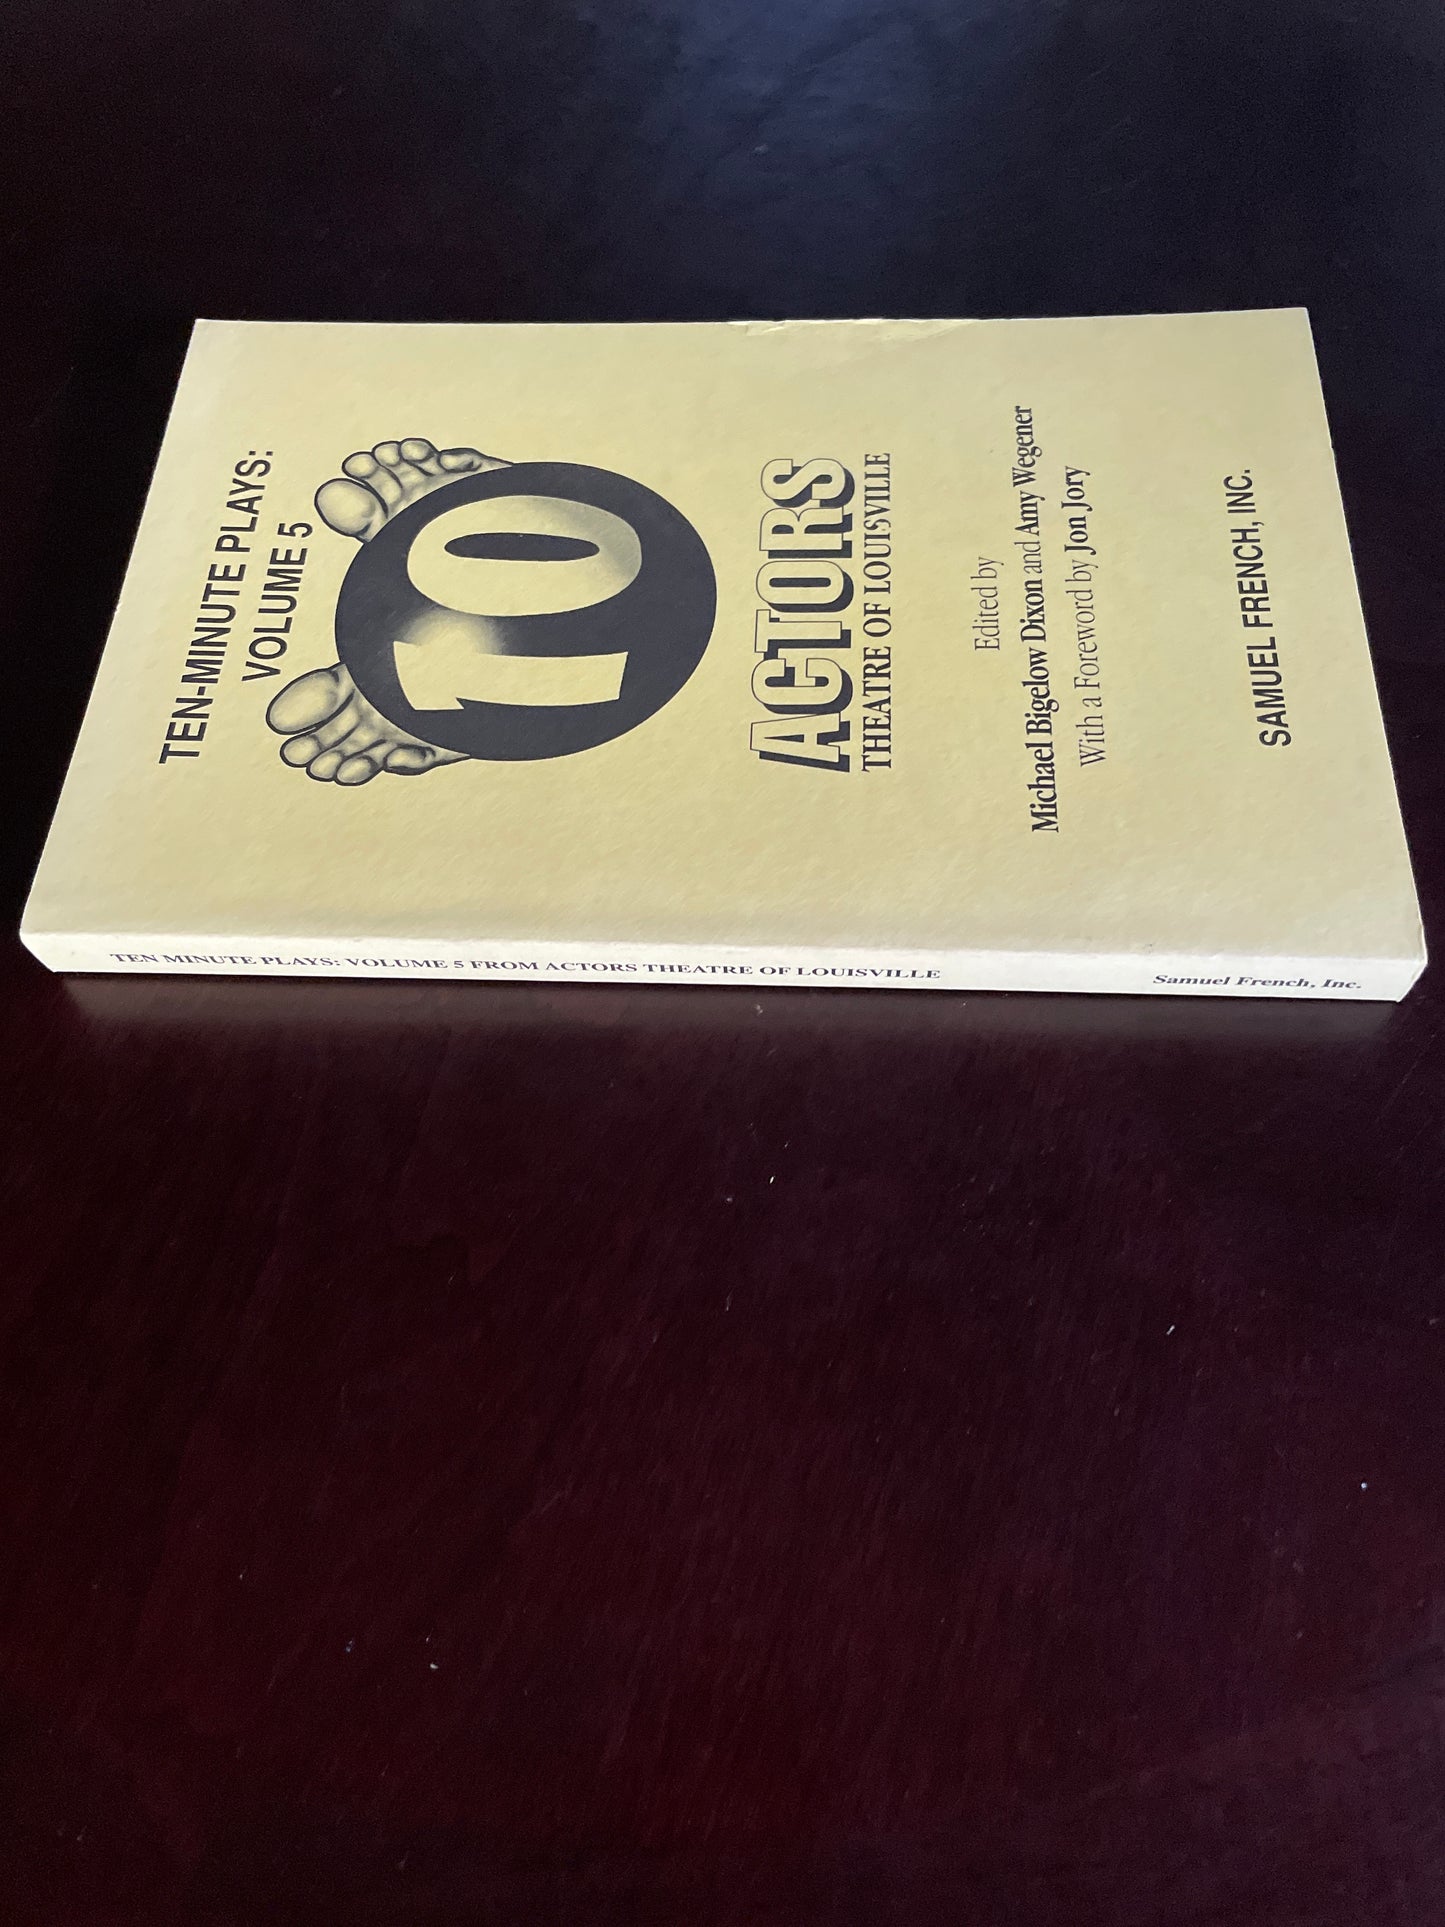 TEN-MINUTE PLAYS:
VOLUME 5
10
ACTORS
THEATRE OF LOUISVILLE
Edited by
Michael Bigelow Dixon and Amy Wegener
With a Foreword by Jon Jory
SAMUEL FRENCH, INC.
TEN MINUTE PLAYS: VOLUME 5 FROM ACTORS THEATRE OF LOUISVILLE
Samuel French, Inc.